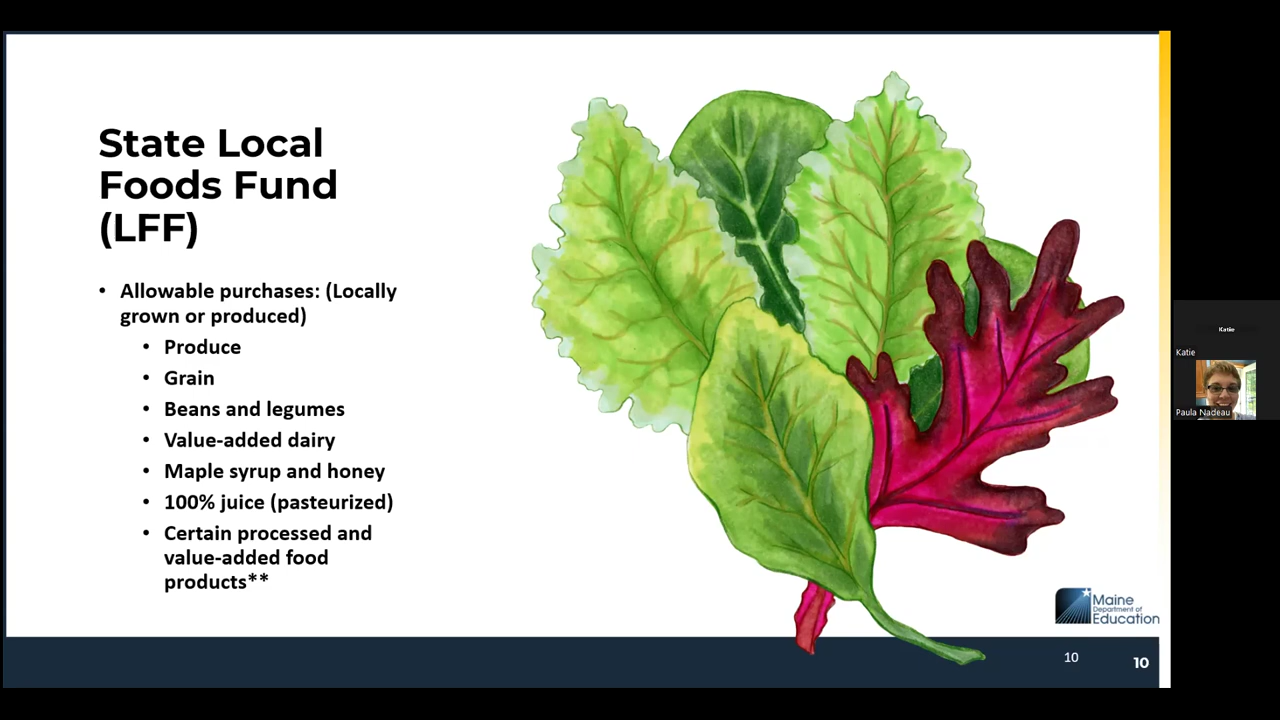 State Local
Foods Fund
(LFF)
• Allowable purchases: (Locally
grown or produced)
• Produce
• Grain
• Beans and legumes
• Value-added dairy
• Maple syrup and honey
• 100% juice (pasteurized)
• Certain processed and
value-added food
products**
Maine
Department of
Education
10
10
Katie
Katie
Paula Nadeau